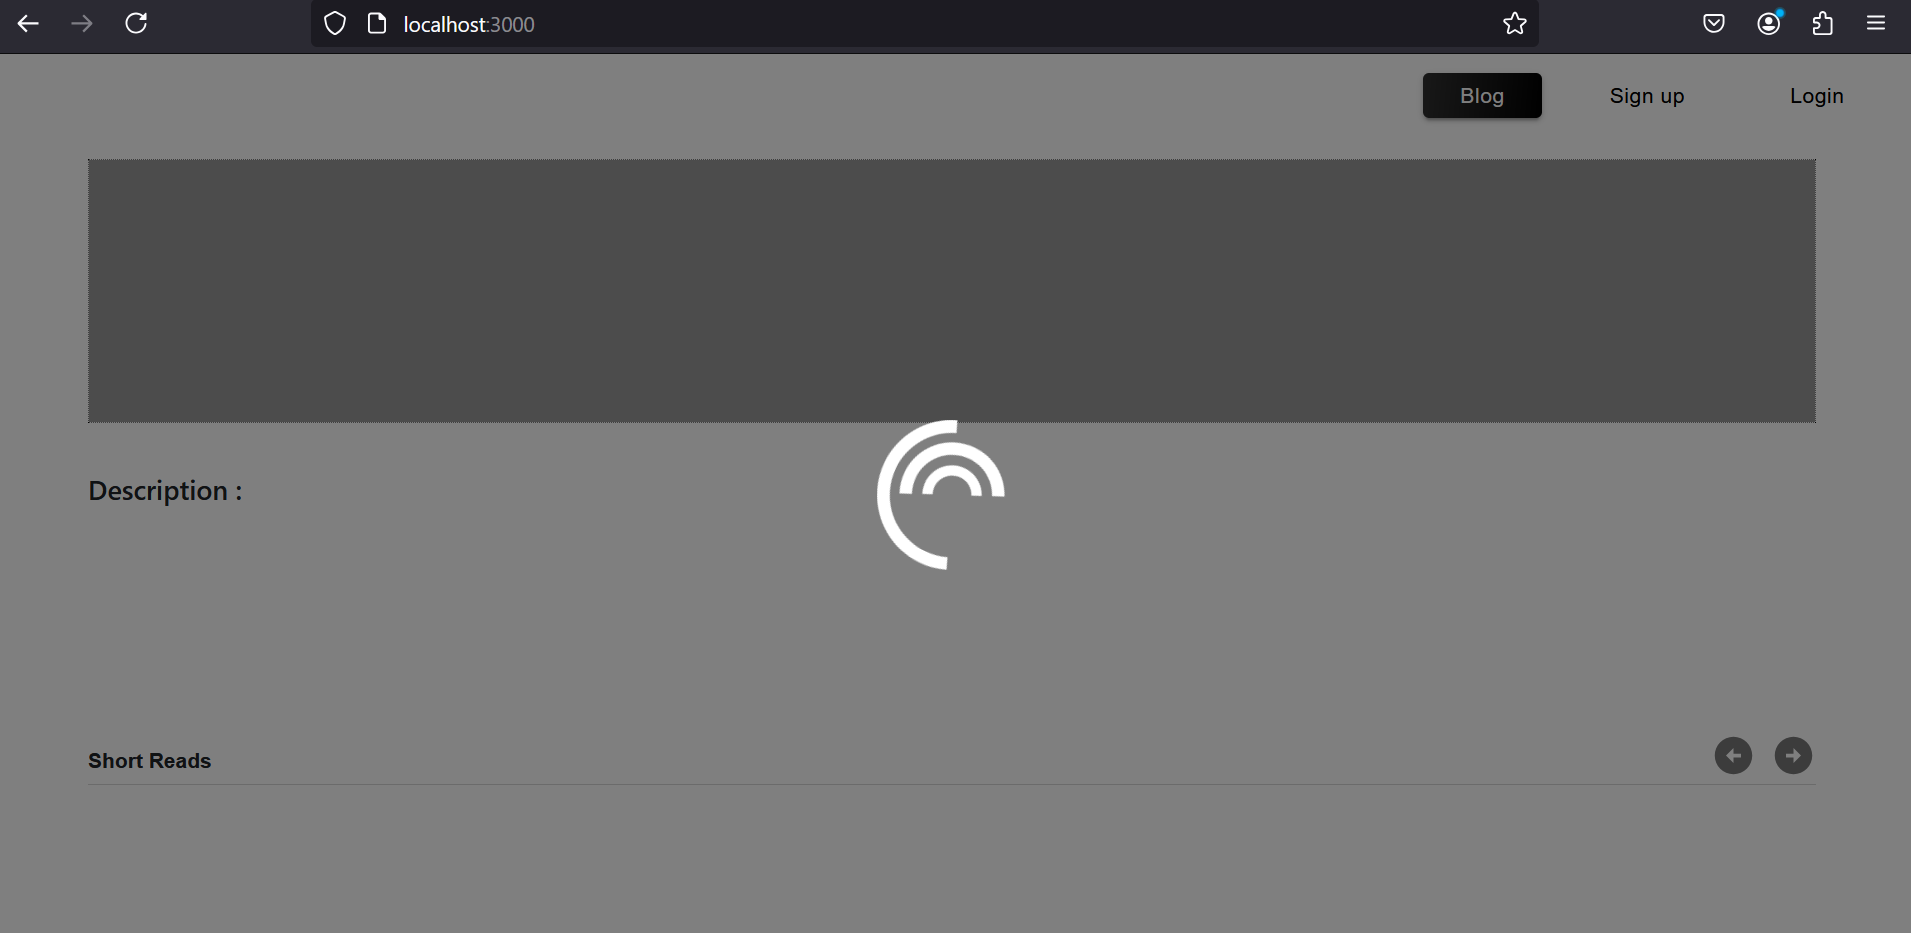 localhost:3000
Blog Sign up Login
Description :
Short Reads